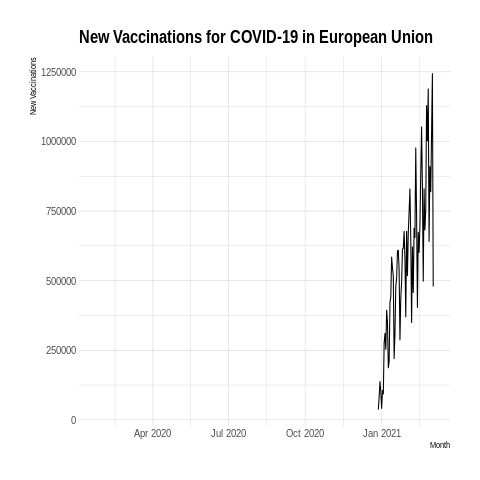 New Vaccinations for COVID-19 in European Union
New Vaccinations
1250000
1000000
750000
500000
250000
0
Apr 2020 Jul 2020 Oct 2020 Jan 2021
Month